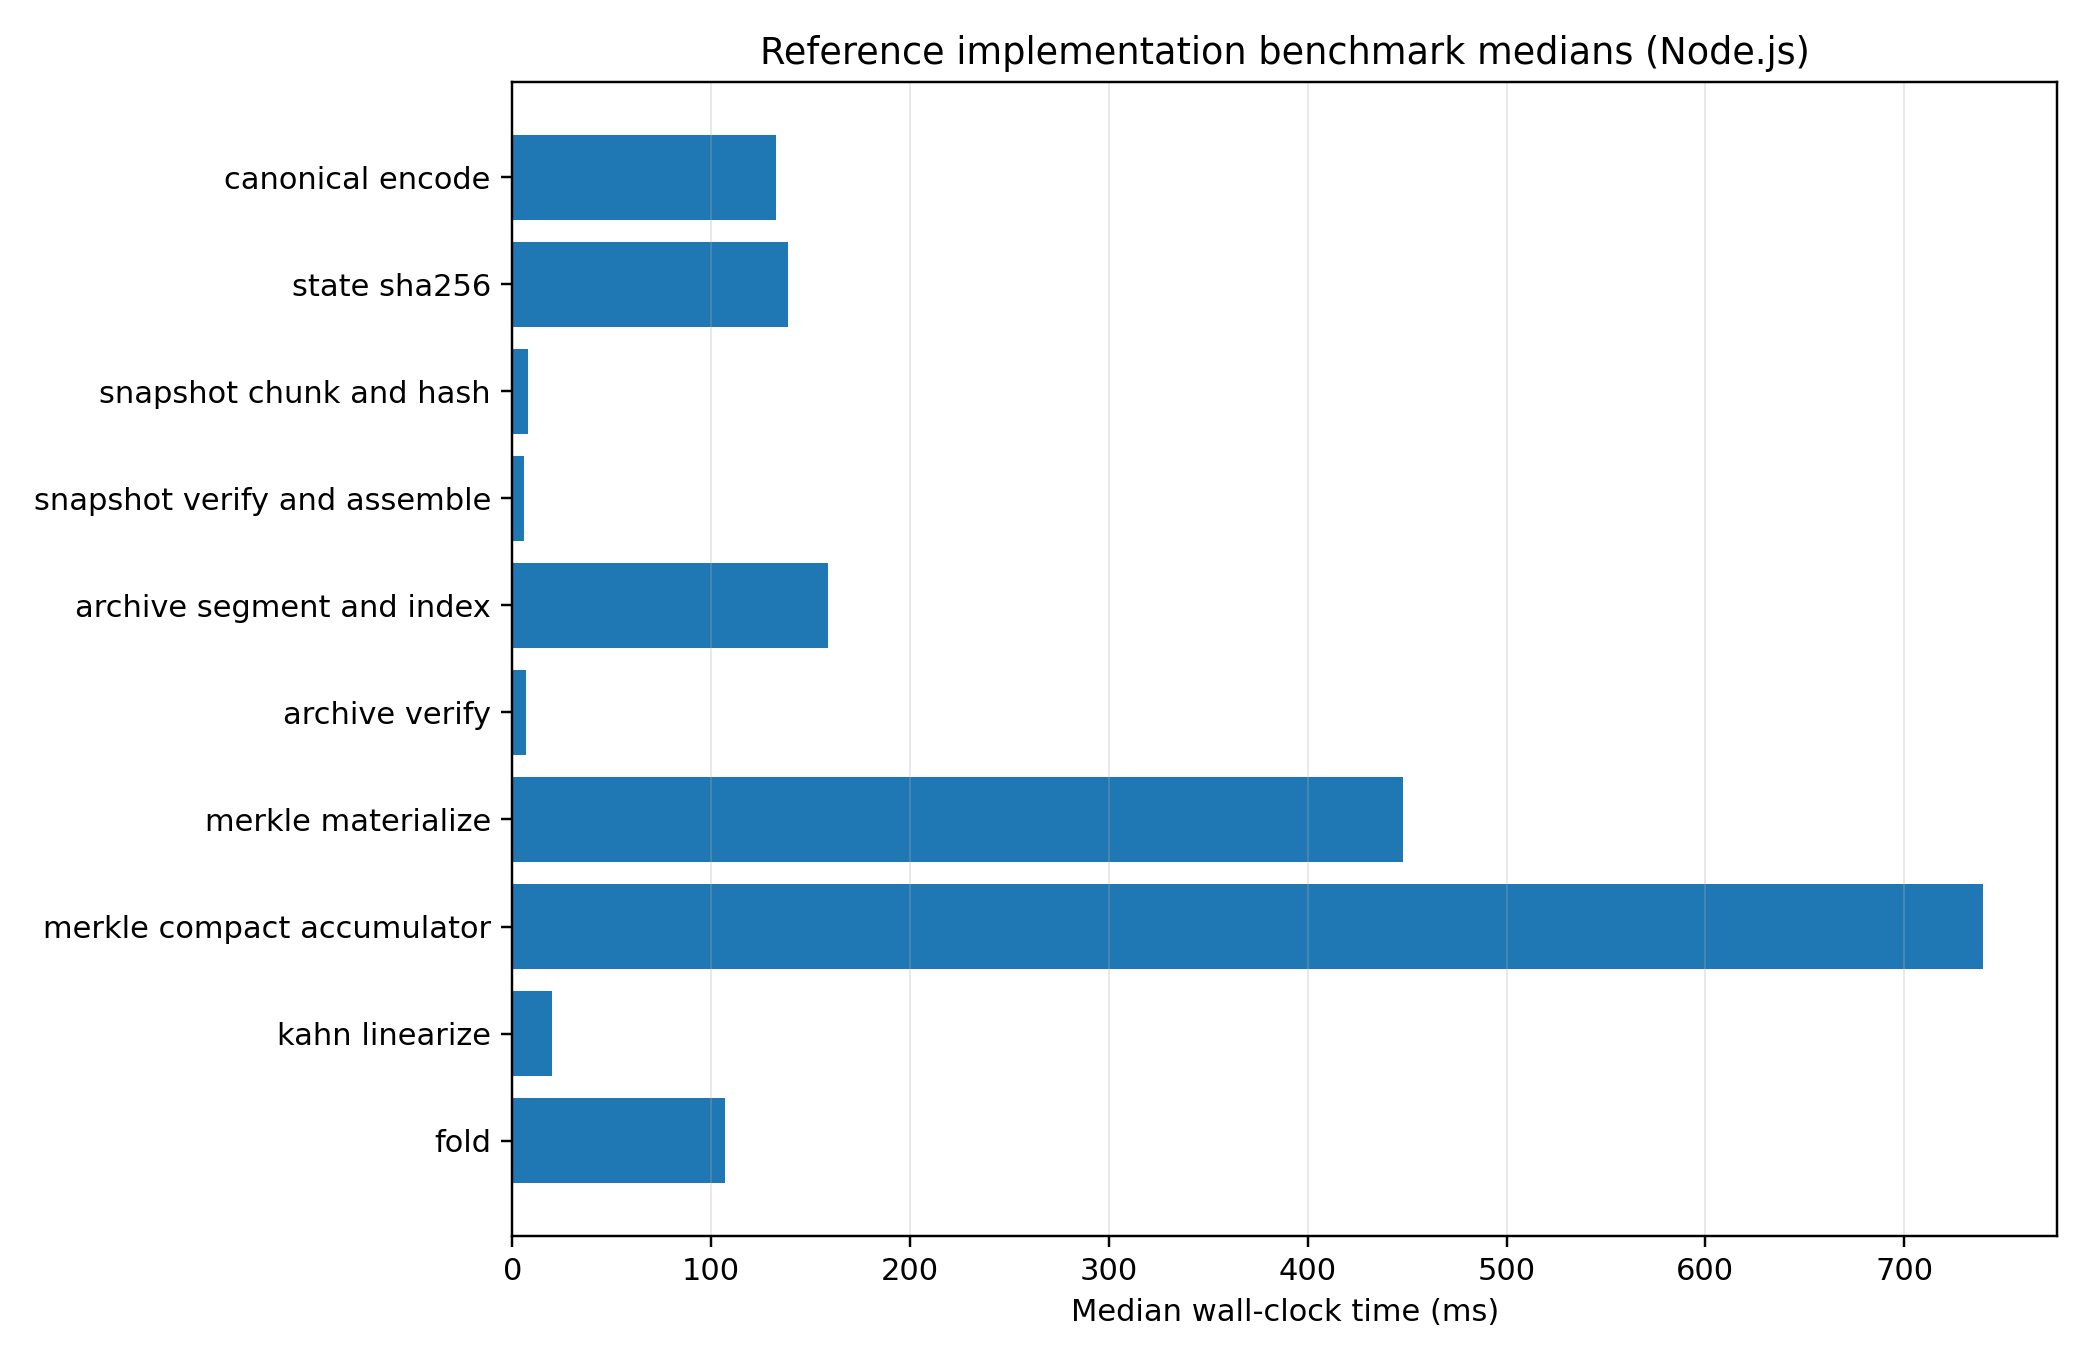 Reference implementation benchmark medians (Node.js)
canonical encode
state sha256
snapshot chunk and hash
snapshot verify and assemble
archive segment and index
archive verify
merkle materialize
merkle compact accumulator
kahn linearize
fold
0 100 200 300 400 500 600 700
Median wall-clock time (ms)